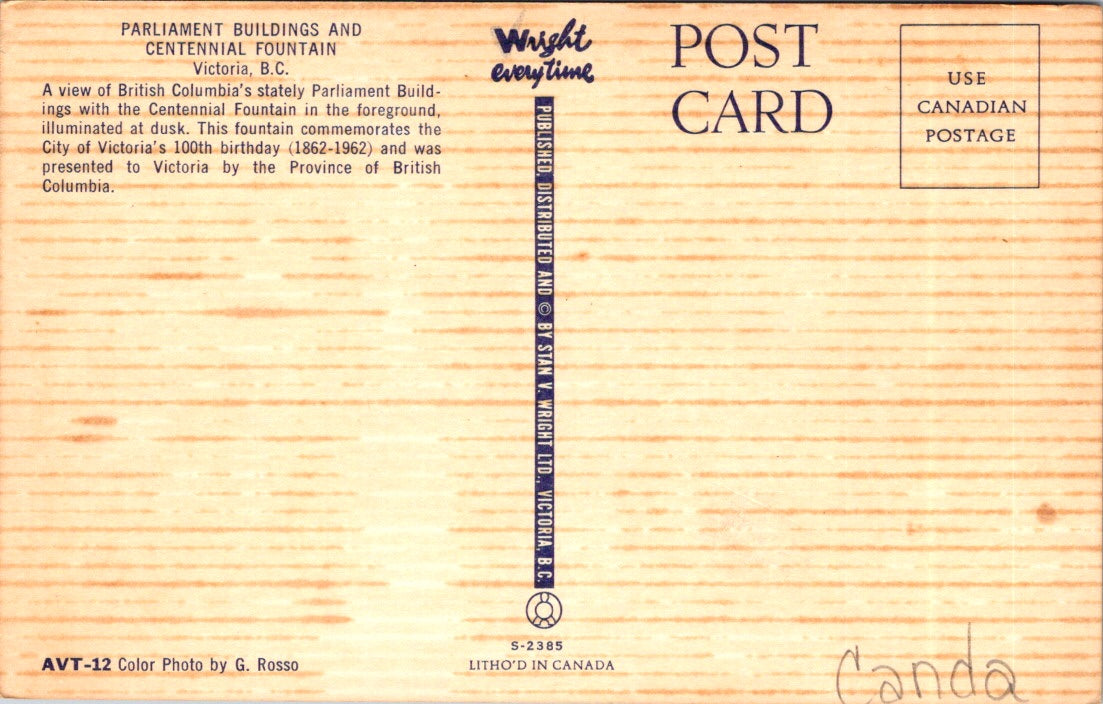 PARLIAMENT BUILDINGS AND
CENTENNIAL FOUNTAIN
Victoria, B.C.
A view of British Columbia's stately Parliament Build-
ings with the Centennial Fountain in the foreground,
illuminated at dusk. This fountain commemorates the
City of Victoria's 100th birthday (1862-1962) and was
presented to Victoria by the Province of British
Columbia.
Wright
everytime
POST
CARD
USE
CANADIAN
POSTAGE
PUBLISHED, DISTRIBUTED AND © BY STAN V. WRIGHT LTD., VICTORIA, B.C.
S-2385
LITHO'D IN CANADA
AVT-12 Color Photo by G. Rosso
Canda